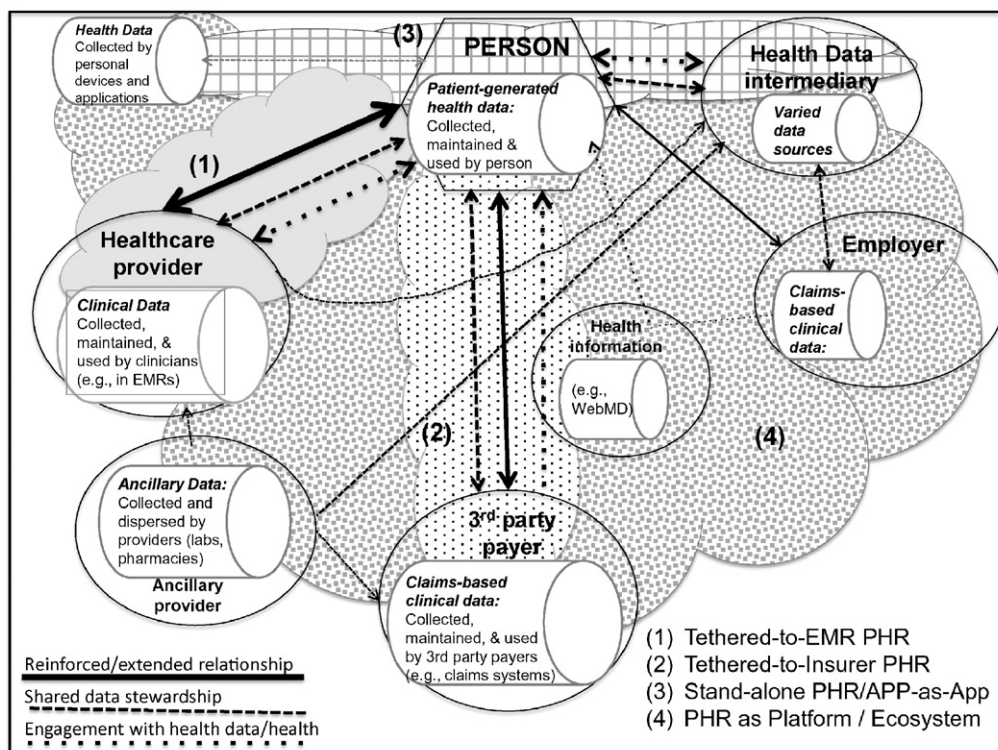 Health Data
Collected by
personal
devices and
applications
(3)
PERSON
Patient-generated
health data:
Collected,
maintained &
used by person
Health Data
intermediary
Varied
data
sources
(1)
Healthcare
provider
Clinical Data
Collected,
maintained, &
used by clinicians
(e.g., in EMRs)
Employer
Claims-
based
clinical
data:
Health
information
(e.g.,
WebMD)
(2)
(4)
Ancillary Data:
Collected and
dispersed by
providers (labs,
pharmacies)
Ancillary
provider
3rd party
payer
Claims-based
clinical data:
Collected,
maintained, & used
by 3rd party payers
(e.g., claims systems)
Reinforced/extended relationship
Shared data stewardship
Engagement with health data/health
(1) Tethered-to-EMR PHR
(2) Tethered-to-Insurer PHR
(3) Stand-alone PHR/APP-as-App
(4) PHR as Platform / Ecosystem